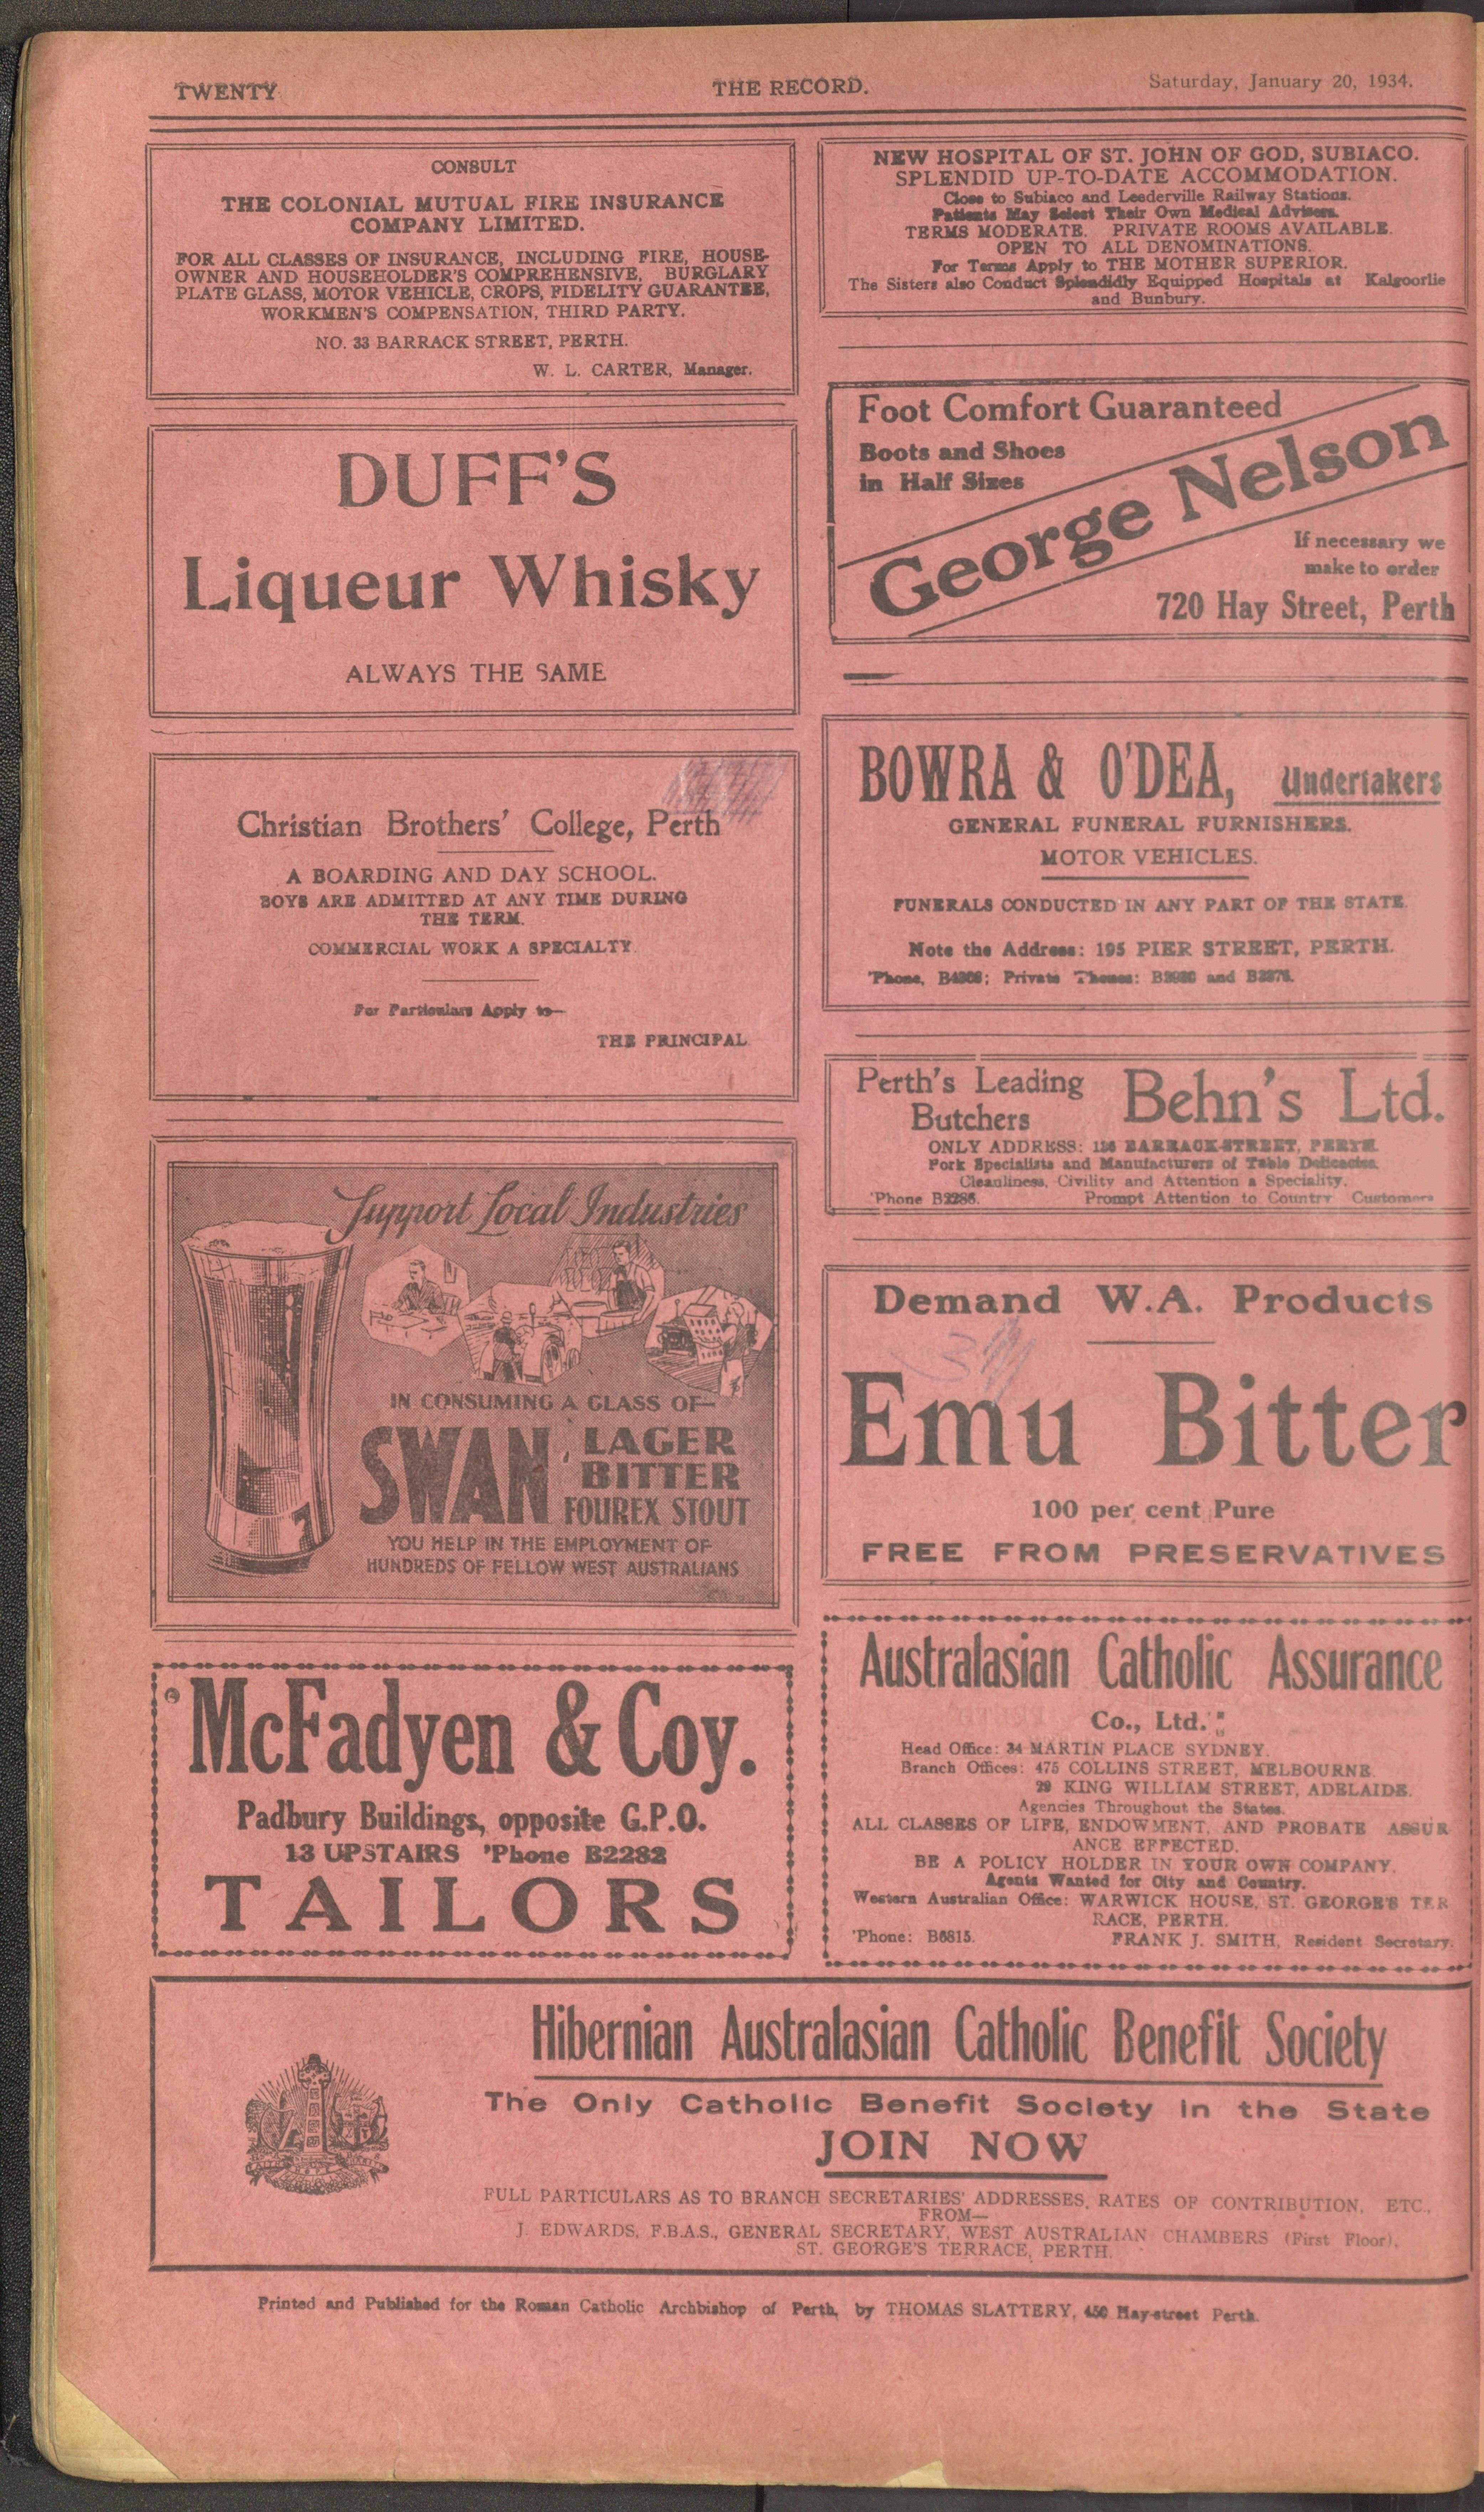 TWENTY
THE RECORD.
Saturday, January 20, 1934.
CONSULT
THE COLONIAL MUTUAL FIRE INSURANCE
COMPANY LIMITED.
FOR ALL CLASSES OF INSURANCE, INCLUDING FIRE, HOUSE-
OWNER AND HOUSEHOLDER'S COMPREHENSIVE, BURGLARY
PLATE GLASS, MOTOR VEHICLE, CROPS, FIDELITY GUARANTEE,
WORKMEN'S COMPENSATION, THIRD PARTY.
NO. 33 BARRACK STREET, PERTH.
W. L. CARTER, Manager.
DUFF'S
Liqueur Whisky
ALWAYS THE SAME
Christian Brothers' College, Perth
A BOARDING AND DAY SCHOOL.
BOYS ARE ADMITTED AT ANY TIME DURING
THE TERM.
COMMERCIAL WORK A SPECIALTY.
For Particulars Apply to—
THE PRINCIPAL
Support Local Industries
IN CONSUMING A GLASS OF—
SWAN
LAGER
BITTER
FOUREX STOUT
YOU HELP IN THE EMPLOYMENT OF
HUNDREDS OF FELLOW WEST AUSTRALIANS
McFadyen & Coy.
Padbury Buildings, opposite G.P.O.
13 UPSTAIRS 'Phone B2282
TAILORS
NEW HOSPITAL OF ST. JOHN OF GOD, SUBIACO.
SPLENDID UP-TO-DATE ACCOMMODATION.
Close to Subiaco and Leederville Railway Stations.
Patients May Select Their Own Medical Advisers.
TERMS MODERATE. PRIVATE ROOMS AVAILABLE.
OPEN TO ALL DENOMINATIONS.
For Terms Apply to THE MOTHER SUPERIOR.
The Sisters also Conduct Splendidly Equipped Hospitals at Kalgoorlie
and Bunbury.
Foot Comfort Guaranteed
Boots and Shoes
in Half Sizes
George Nelson
If necessary we
make to order
720 Hay Street, Perth
BOWRA & O'DEA, Undertakers
GENERAL FUNERAL FURNISHERS.
MOTOR VEHICLES.
FUNERALS CONDUCTED IN ANY PART OF THE STATE
Note the Address: 195 PIER STREET, PERTH.
'Phone, Private and
Perth's Leading
Butchers
Behn's Ltd.
ONLY ADDRESS: BARRACK-STREET, PERTH.
Pork Specialists and Manufacturers of Table Delicacies.
Cleanliness, Civility and Attention a Speciality.
'Phone Prompt Attention to Country Customers
Demand W.A. Products
Emu Bitter
100 per cent Pure
FREE FROM PRESERVATIVES
Australasian Catholic Assurance
Co., Ltd.
Head Office: 34 MARTIN PLACE SYDNEY.
Branch Offices: 475 COLLINS STREET, MELBOURNE.
29 KING WILLIAM STREET, ADELAIDE.
Agencies Throughout the States.
ALL CLASSES OF LIFE, ENDOWMENT, AND PROBATE ASSUR
ANCE EFFECTED.
BE A POLICY HOLDER IN YOUR OWN COMPANY.
Agents Wanted for City and Country.
Western Australian Office: WARWICK HOUSE, ST. GEORGE'S TER
RACE, PERTH.
'Phone: B6815.
FRANK J. SMITH, Resident Secretary.
Hibernian Australasian Catholic Benefit Society
The Only Catholic Benefit Society in the State
JOIN NOW
FULL PARTICULARS AS TO BRANCH SECRETARIES' ADDRESSES, RATES OF CONTRIBUTION, ETC.,
FROM—
J. EDWARDS, F.B.A.S., GENERAL SECRETARY, WEST AUSTRALIAN CHAMBERS (First Floor),
ST. GEORGE'S TERRACE, PERTH.
Printed and Published for the Roman Catholic Archbishop of Perth, by THOMAS SLATTERY, 450 Hay-street Perth.